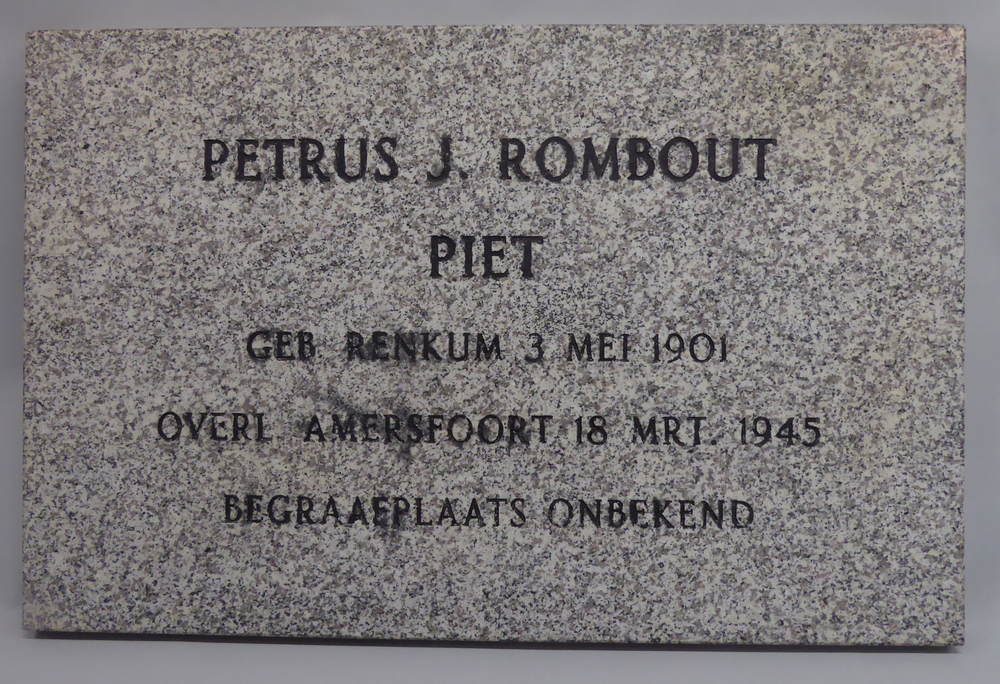 PETRUS J. ROMBOUT
PIET
GEB RENKUM 3 MEI 1901
OVERL AMERSFOORT 18 MRT. 1945
BEGRAAFPLAATS ONBEKEND